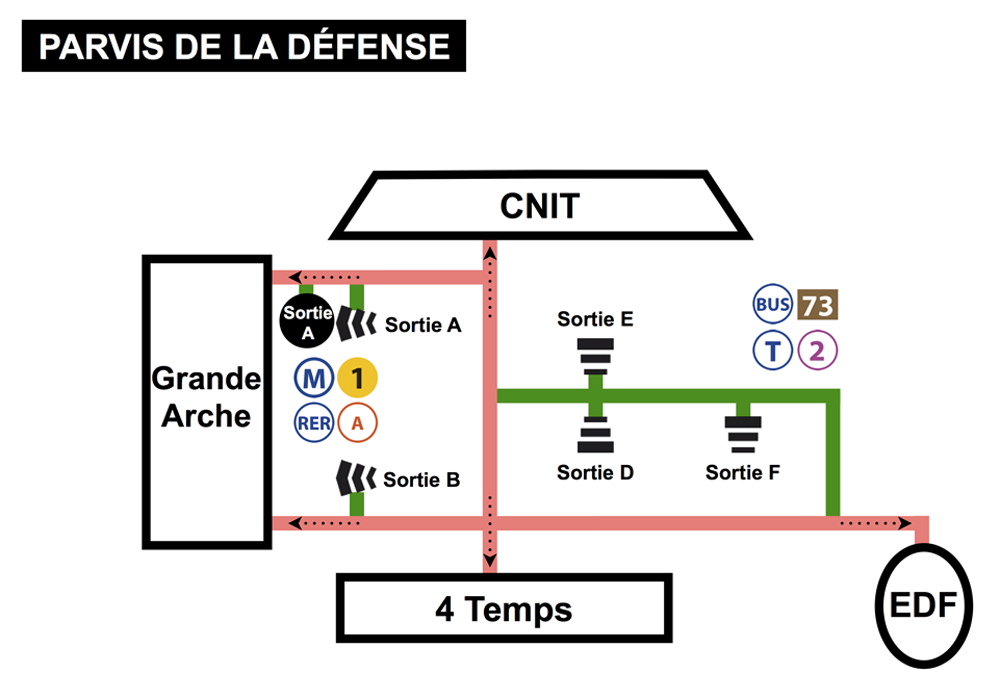 PARVIS DE LA DÉFENSE
CNIT
Sortie
A
Sortie A
Sortie E
BUS 73
T 2
Grande
Arche
M 1
RER A
Sortie B
Sortie D
Sortie F
4 Temps
EDF